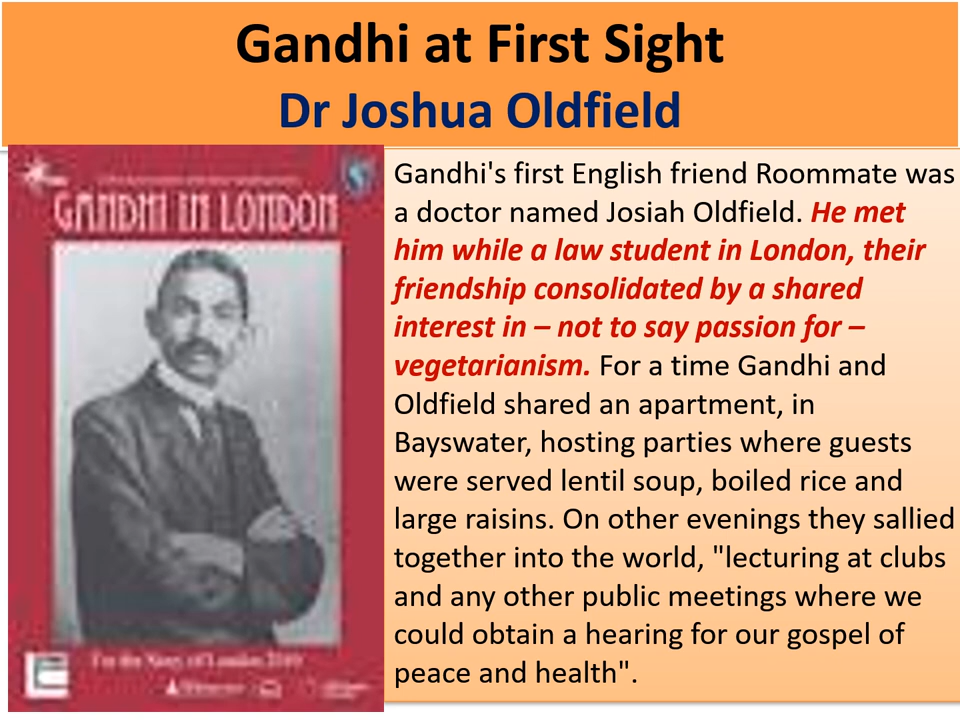 Gandhi at First Sight
Dr Joshua Oldfield
GANDHI IN LONDON
Gandhi's first English friend Roommate was
a doctor named Josiah Oldfield. He met
him while a law student in London, their
friendship consolidated by a shared
interest in – not to say passion for –
vegetarianism. For a time Gandhi and
Oldfield shared an apartment, in
Bayswater, hosting parties where guests
were served lentil soup, boiled rice and
large raisins. On other evenings they sallied
together into the world, "lecturing at clubs
and any other public meetings where we
could obtain a hearing for our gospel of
peace and health".